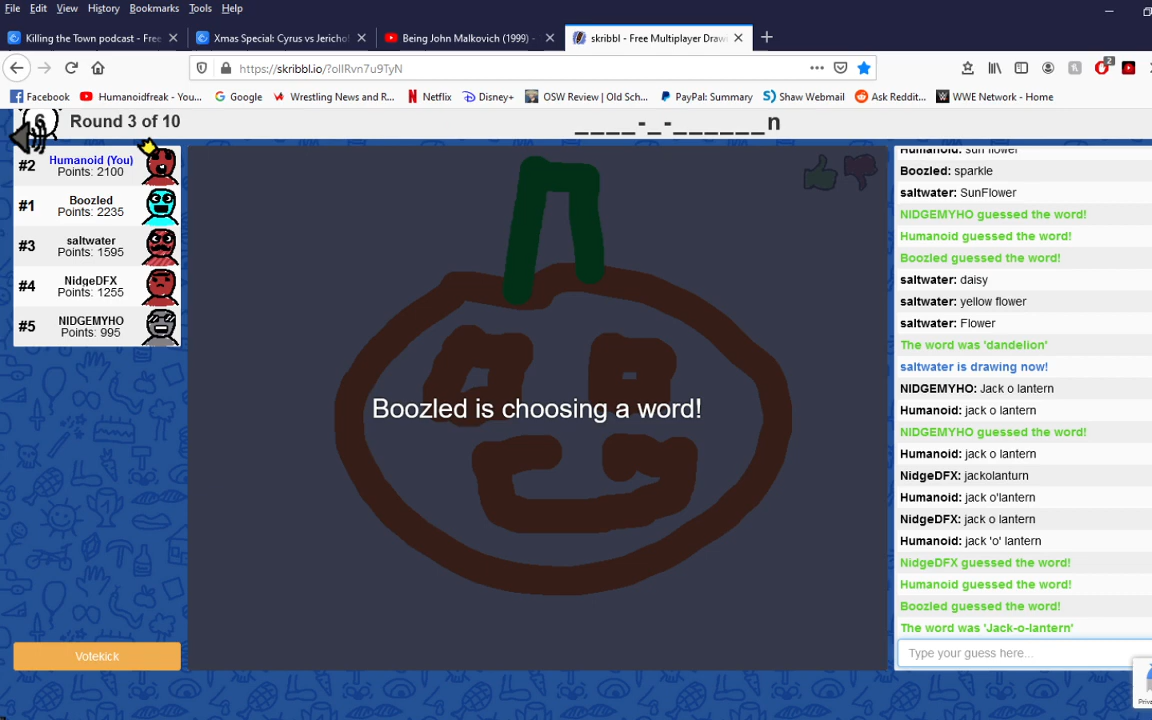 File Edit View History Bookmarks Tools Help
Killing the Town podcast - Free
Xmas Special: Cyrus vs Jericho!
Being John Malkovich (1999) -
skribbl - Free Multiplayer Draw
https://skribbl.io/?olIRvn7u9TyN
2
Facebook Humanoidfreak - You... Google Wrestling News and R... Netflix Disney+ OSW Review | Old Sch... PayPal: Summary Shaw Webmail Ask Reddit... WWE Network - Home
6 Round 3 of 10 ____-_-______n
#2 Humanoid (You)
Points: 2100
#1 Boozled
Points: 2235
#3 saltwater
Points: 1595
#4 NidgeDFX
Points: 1255
#5 NIDGEMYHO
Points: 995
Votekick
Boozled is choosing a word!
Humanoid: sun flower
Boozled: sparkle
saltwater: SunFlower
NIDGEMYHO guessed the word!
Humanoid guessed the word!
Boozled guessed the word!
saltwater: daisy
saltwater: yellow flower
saltwater: Flower
The word was 'dandelion'
saltwater is drawing now!
NIDGEMYHO: Jack o lantern
Humanoid: jack o lantern
NIDGEMYHO guessed the word!
Humanoid: jack o lantern
NidgeDFX: jackolanturn
Humanoid: jack o'lantern
NidgeDFX: jack o lantern
Humanoid: jack 'o' lantern
NidgeDFX guessed the word!
Humanoid guessed the word!
Boozled guessed the word!
The word was 'Jack-o-lantern'
Type your guess here...